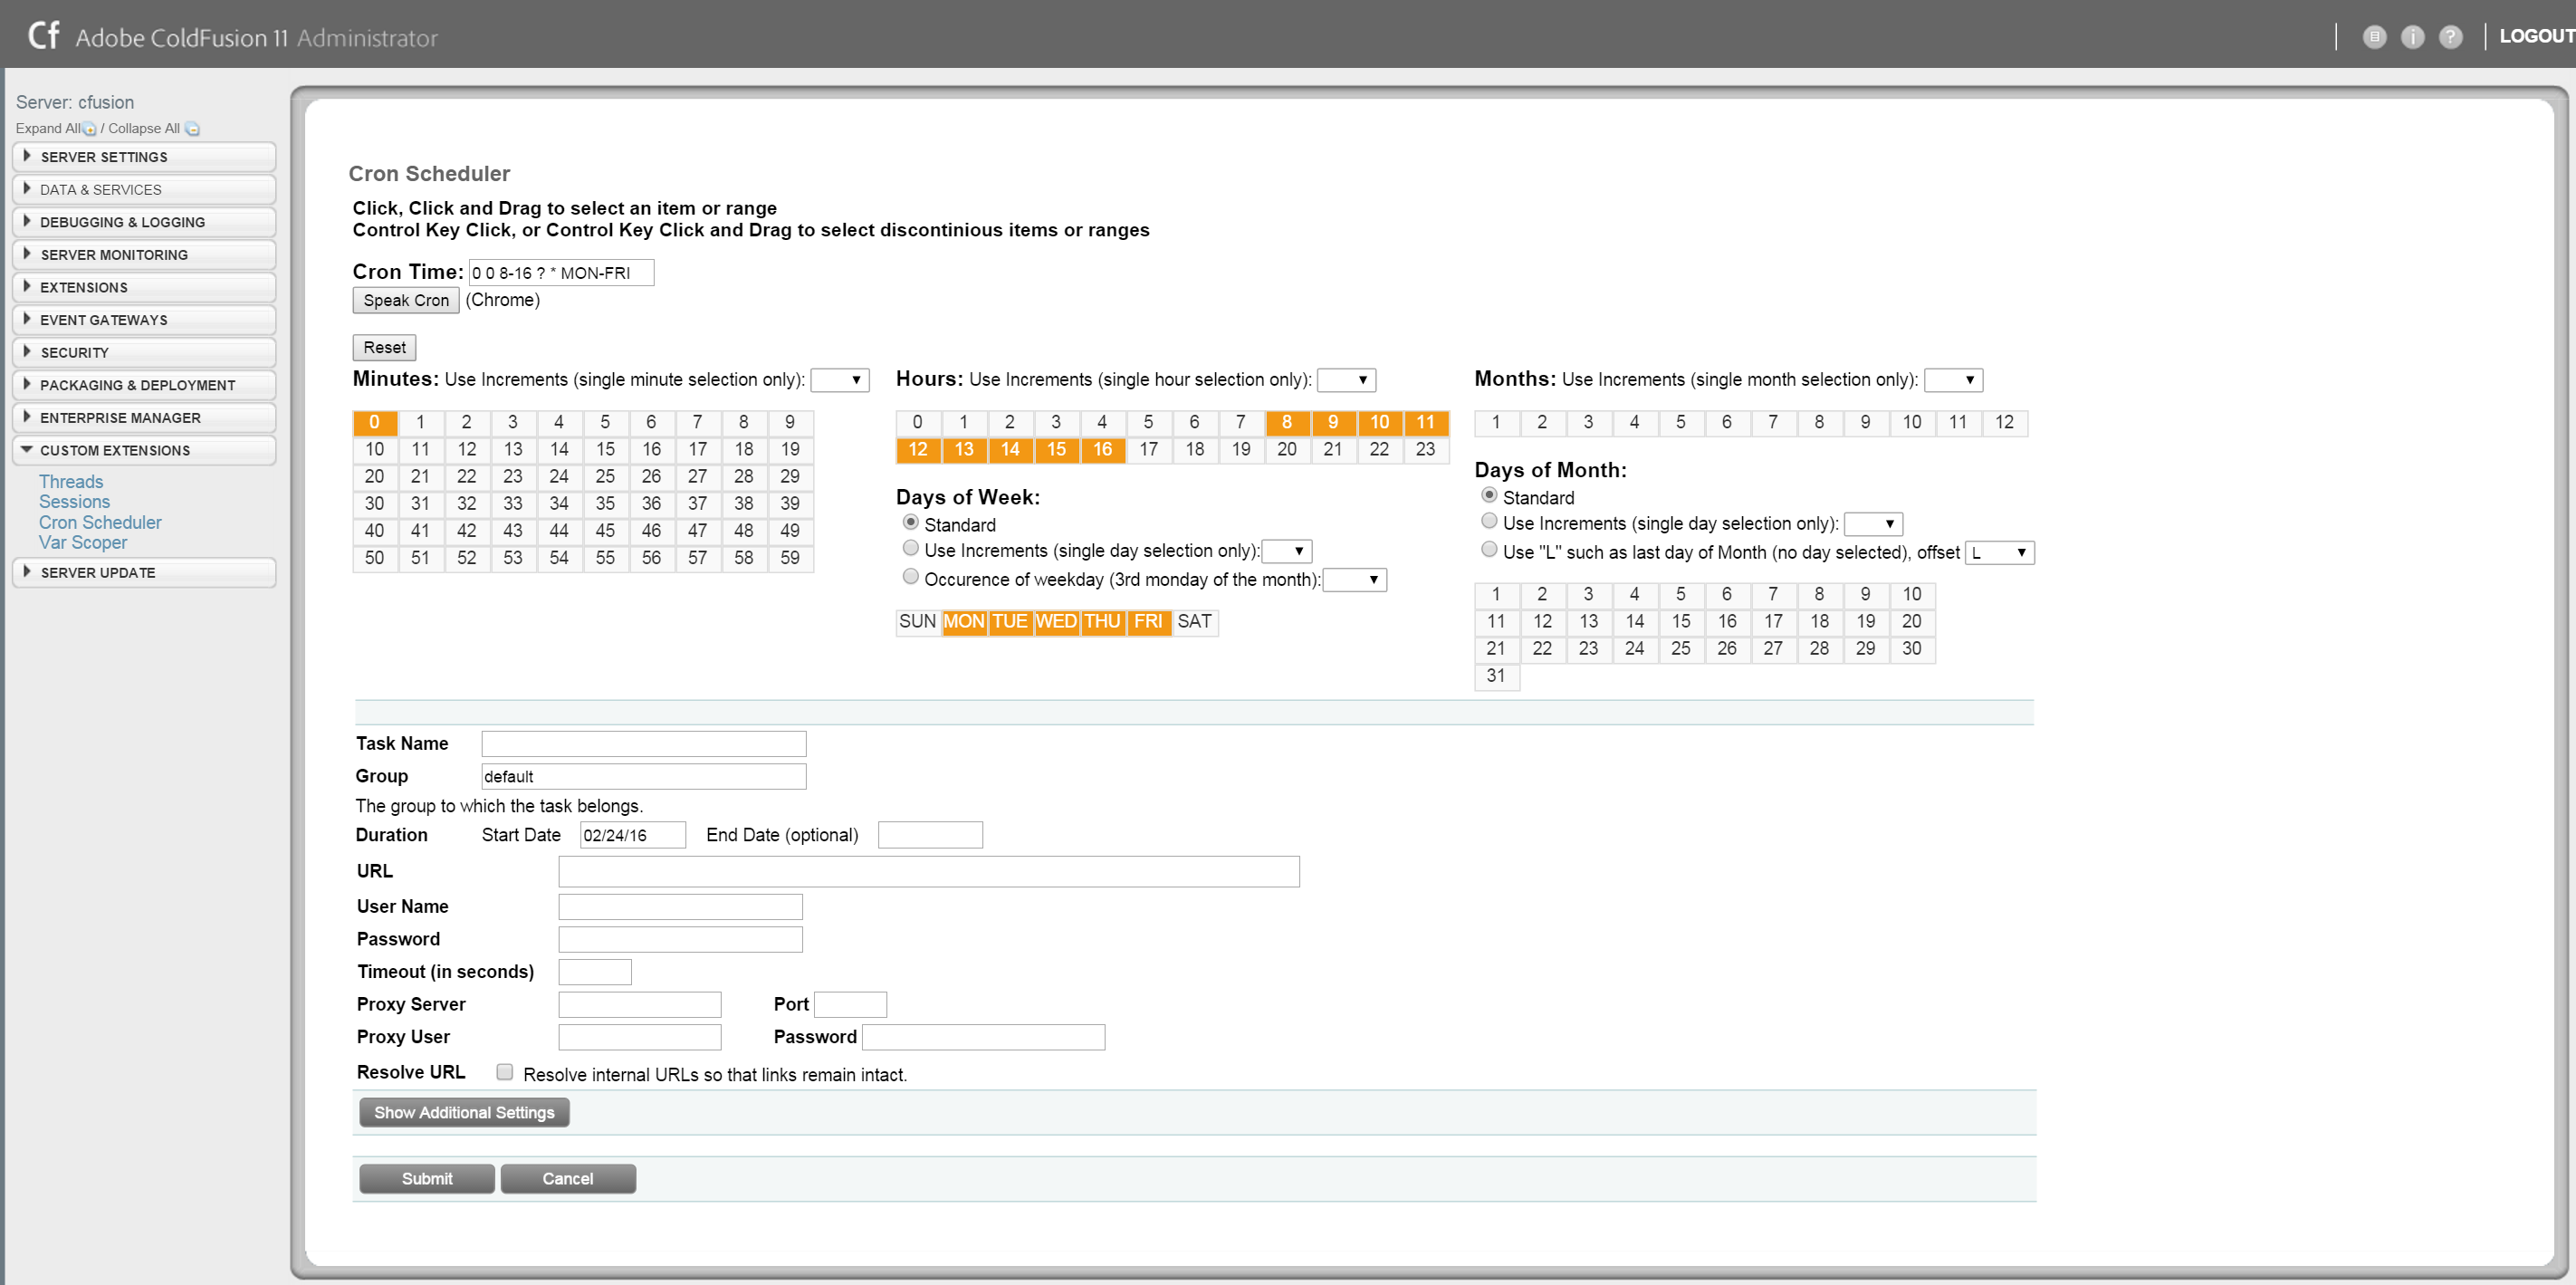 Cf Adobe ColdFusion 11 Administrator
LOGOUT
Server: cfusion
Expand All / Collapse All
SERVER SETTINGS
DATA & SERVICES
DEBUGGING & LOGGING
SERVER MONITORING
EXTENSIONS
EVENT GATEWAYS
SECURITY
PACKAGING & DEPLOYMENT
ENTERPRISE MANAGER
CUSTOM EXTENSIONS
Threads
Sessions
Cron Scheduler
Var Scoper
SERVER UPDATE
Cron Scheduler
Click, Click and Drag to select an item or range
Control Key Click, or Control Key Click and Drag to select discontinious items or ranges
Cron Time: 0 0 8-16 ? * MON-FRI
Speak Cron (Chrome)
Reset
Minutes: Use Increments (single minute selection only):
0 1 2 3 4 5 6 7 8 9
10 11 12 13 14 15 16 17 18 19
20 21 22 23 24 25 26 27 28 29
30 31 32 33 34 35 36 37 38 39
40 41 42 43 44 45 46 47 48 49
50 51 52 53 54 55 56 57 58 59
Hours: Use Increments (single hour selection only):
0 1 2 3 4 5 6 7 8 9 10 11
12 13 14 15 16 17 18 19 20 21 22 23
Days of Week:
Standard
Use Increments (single day selection only):
Occurence of weekday (3rd monday of the month):
SUN MON TUE WED THU FRI SAT
Months: Use Increments (single month selection only):
1 2 3 4 5 6 7 8 9 10 11 12
Days of Month:
Standard
Use Increments (single day selection only):
Use "L" such as last day of Month (no day selected), offset L
1 2 3 4 5 6 7 8 9 10
11 12 13 14 15 16 17 18 19 20
21 22 23 24 25 26 27 28 29 30
31
Task Name
Group default
The group to which the task belongs.
Duration Start Date 02/24/16 End Date (optional)
URL
User Name
Password
Timeout (in seconds)
Proxy Server Port
Proxy User Password
Resolve URL Resolve internal URLs so that links remain intact.
Show Additional Settings
Submit Cancel